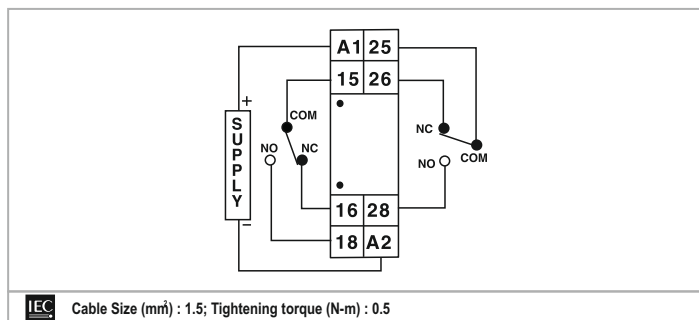 A1 25
15 26
+
SUPPLY
−
COM
NO
NC
NC
COM
NO
16 28
18 A2
IEC Cable Size (mm²) : 1.5; Tightening torque (N-m) : 0.5